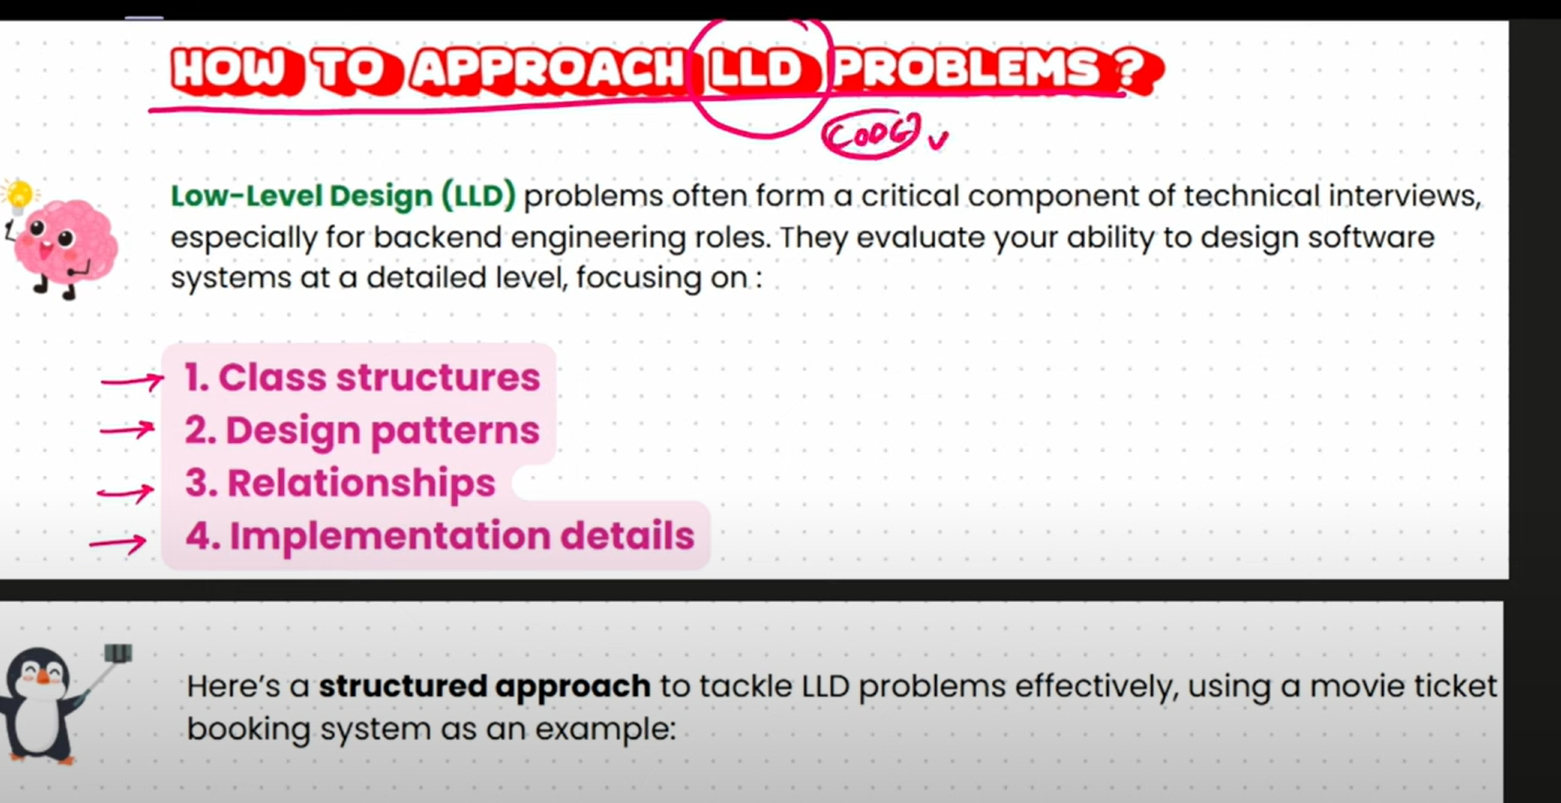 HOW TO APPROACH LLD PROBLEMS ?
CODE
Low-Level Design (LLD) problems often form a critical component of technical interviews,
especially for backend engineering roles. They evaluate your ability to design software
systems at a detailed level, focusing on :
1. Class structures
2. Design patterns
3. Relationships
4. Implementation details
Here's a structured approach to tackle LLD problems effectively, using a movie ticket
booking system as an example: